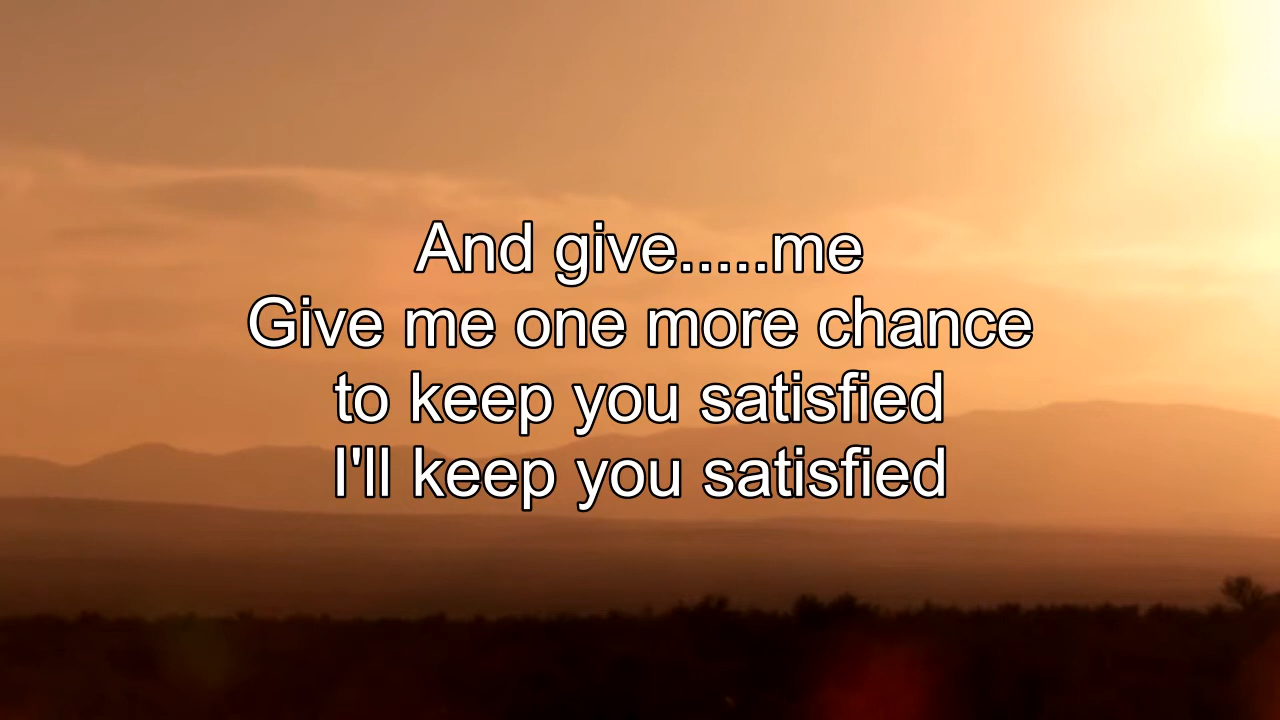 And give.....me
Give me one more chance
to keep you satisfied
I'll keep you satisfied